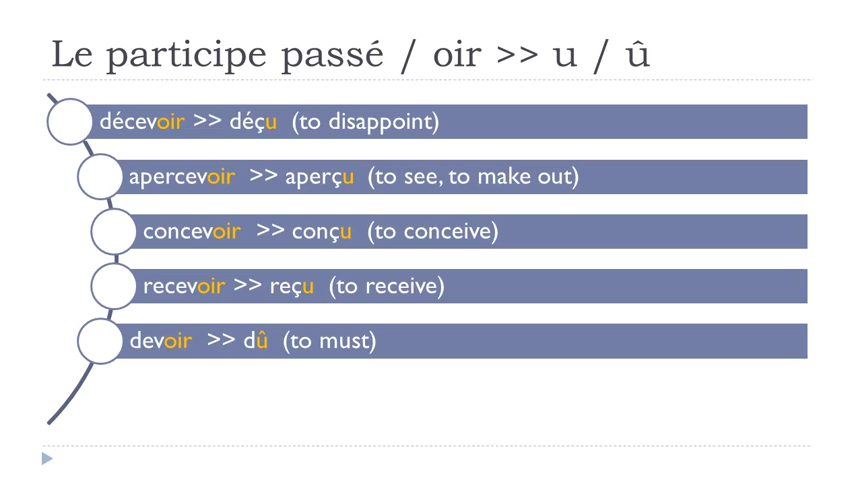 Le participe passé / oir >> u / û
décevoir >> déçu (to disappoint)
apercevoir >> aperçu (to see, to make out)
concevoir >> conçu (to conceive)
recevoir >> reçu (to receive)
devoir >> dû (to must)